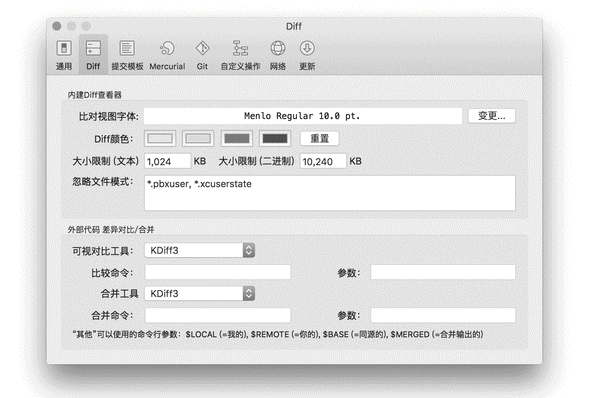 Diff
通用 Diff 提交模板 Mercurial Git 自定义操作 网络 更新
内建Diff查看器
比对视图字体: Menlo Regular 10.0 pt. 变更...
Diff颜色: 重置
大小限制 (文本) 1,024 KB 大小限制 (二进制) 10,240 KB
忽略文件模式: *.pbxuser, *.xcuserstate
外部代码 差异对比/合并
可视对比工具: KDiff3
比较命令: 参数:
合并工具 KDiff3
合并命令: 参数:
“其他”可以使用的命令行参数: $LOCAL (=我的), $REMOTE (=你的), $BASE (=同源的), $MERGED (=合并输出的)